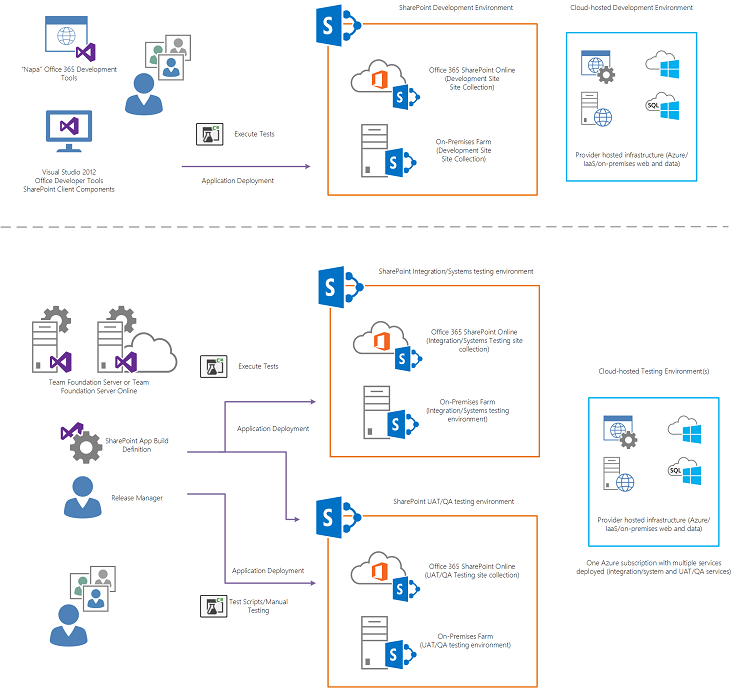 SharePoint Development Environment
Cloud-hosted Development Environment
"Napa" Office 365 Development
Tools
Office 365 SharePoint Online
(Development Site
Site Collection)
Execute Tests
On-Premises Farm
(Development Site
Site Collection)
SQL
Provider hosted infrastructure (Azure/
IaaS/on-premises web and data)
Visual Studio 2012
Office Developer Tools
SharePoint Client Components
Application Deployment
SharePoint Integration/Systems testing environment
Office 365 SharePoint Online
(Integration/Systems Testing site
collection)
Team Foundation Server or Team
Foundation Server Online
Execute Tests
Cloud-hosted Testing Environment(s)
On-Premises Farm
(Integration/Systems testing
environment)
SharePoint App Build
Definition
Application Deployment
Release Manager
SharePoint UAT/QA testing environment
SQL
Provider hosted infrastructure (Azure/
IaaS/on-premises web and data)
One Azure subscription with multiple services
deployed (integration/system and UAT/QA services)
Application Deployment
Office 365 SharePoint Online
(UAT/QA Testing site collection)
Test Scripts/Manual
Testing
On-Premises Farm
(UAT/QA testing environment)